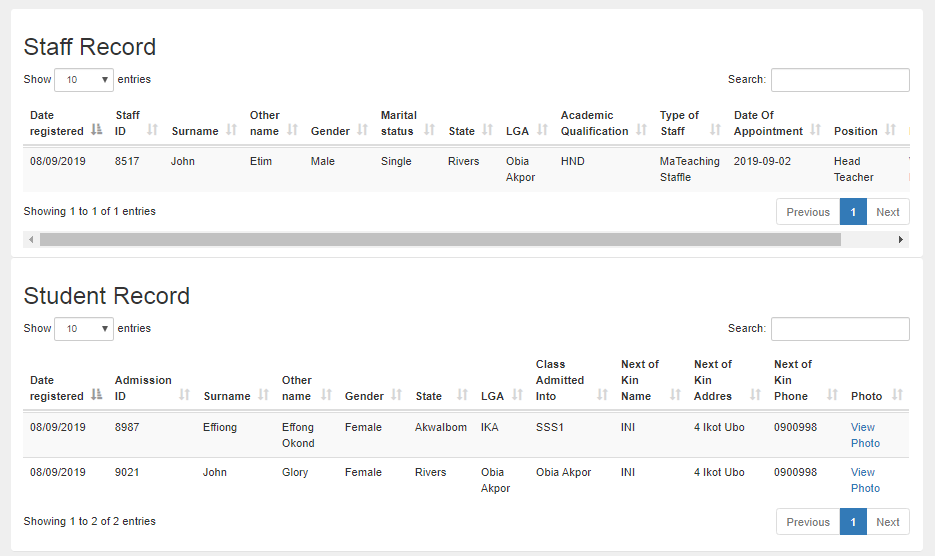 Staff Record
Show 10 entries Search:
Date registered Staff ID Surname Other name Gender Marital status State LGA Academic Qualification Type of Staff Date Of Appointment Position
08/09/2019 8517 John Etim Male Single Rivers Obia Akpor HND MaTeaching Staffle 2019-09-02 Head Teacher
Showing 1 to 1 of 1 entries Previous 1 Next
Student Record
Show 10 entries Search:
Date registered Admission ID Surname Other name Gender State LGA Class Admitted Into Next of Kin Name Next of Kin Addres Next of Kin Phone Photo
08/09/2019 8987 Effiong Effong Okond Female AkwaIbom IKA SSS1 INI 4 Ikot Ubo 0900998 View Photo
08/09/2019 9021 John Glory Female Rivers Obia Akpor Obia Akpor INI 4 Ikot Ubo 0900998 View Photo
Showing 1 to 2 of 2 entries Previous 1 Next